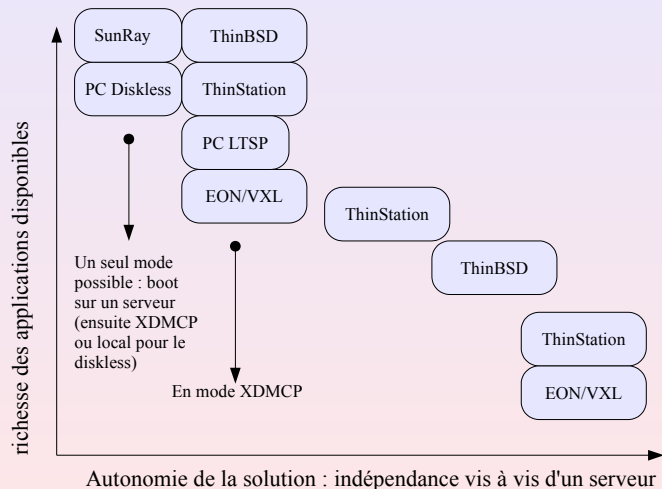 richesse des applications disponibles
SunRay
ThinBSD
PC Diskless
ThinStation
PC LTSP
EON/VXL
ThinStation
ThinBSD
Un seul mode
possible : boot
sur un serveur
(ensuite XDMCP
ou local pour le
diskless)
En mode XDMCP
ThinStation
EON/VXL
Autonomie de la solution : indépendance vis à vis d'un serveur